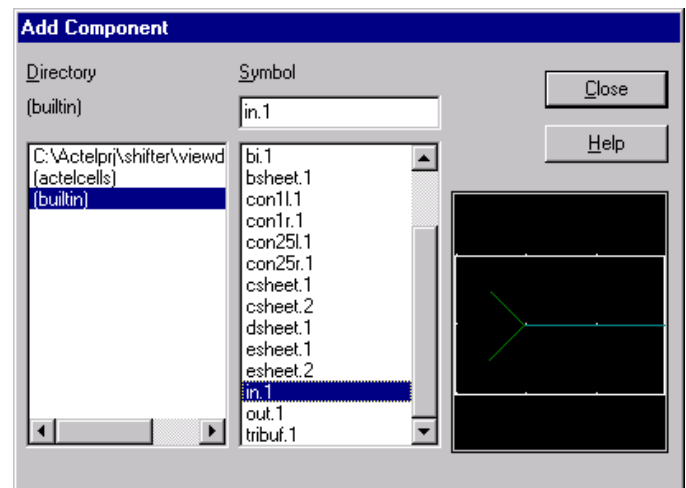 Add Component
Directory
Symbol
Close
(builtin)
in.1
Help
C:\Actelprj\shifter\viewd
(actelcells)
(builtin)
bi.1
bsheet.1
con1l.1
con1r.1
con25l.1
con25r.1
csheet.1
csheet.2
dsheet.1
esheet.1
esheet.2
in.1
out.1
tribuf.1